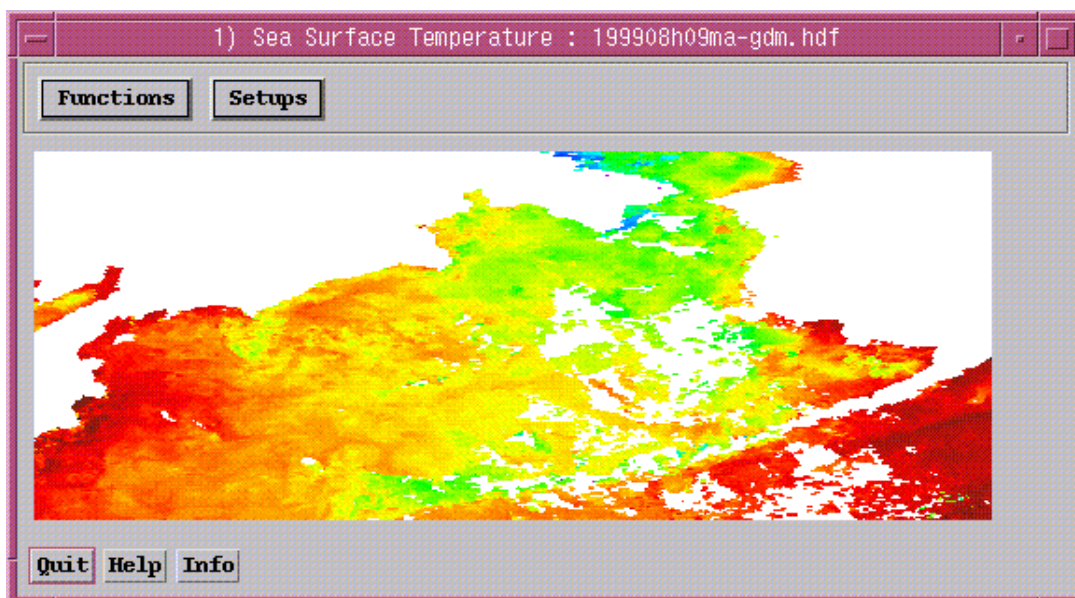 1) Sea Surface Temperature : 199908h09ma-gdm.hdf
Functions Setups
Quit Help Info